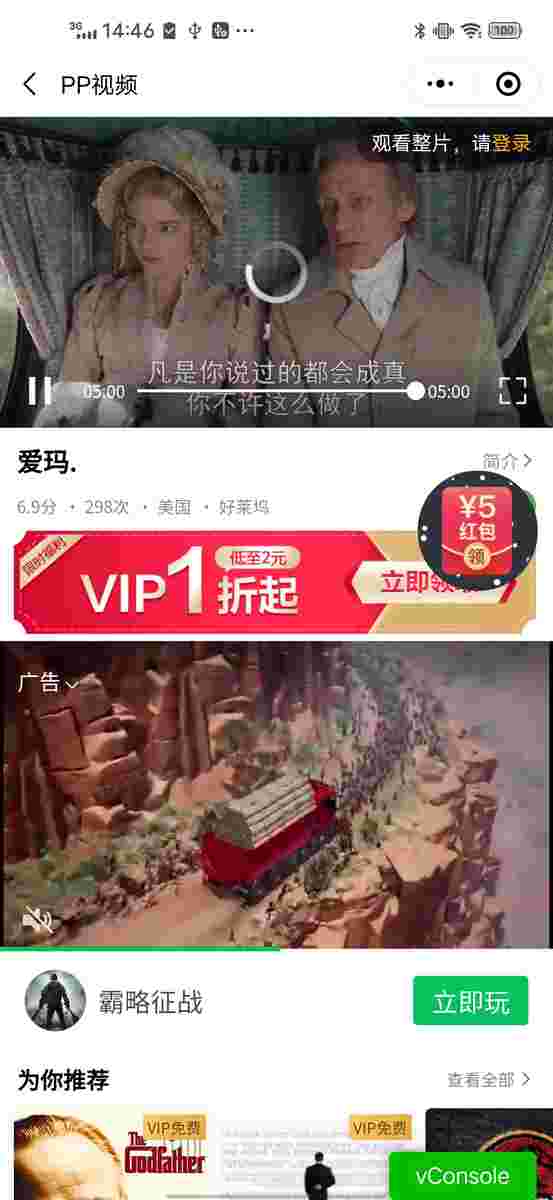 3G 14:46 100
PP视频
观看整片，请登录
凡是你说过的都会成真
05:00 05:00
你不许这么做了
爱玛.
简介
6.9分 · 298次 · 美国 · 好莱坞
¥5
红包
领
限时福利
低至2元
VIP1折起
立即领
广告
霸略征战
立即玩
为你推荐
查看全部
VIP免费
VIP免费
The
Godfather
vConsole